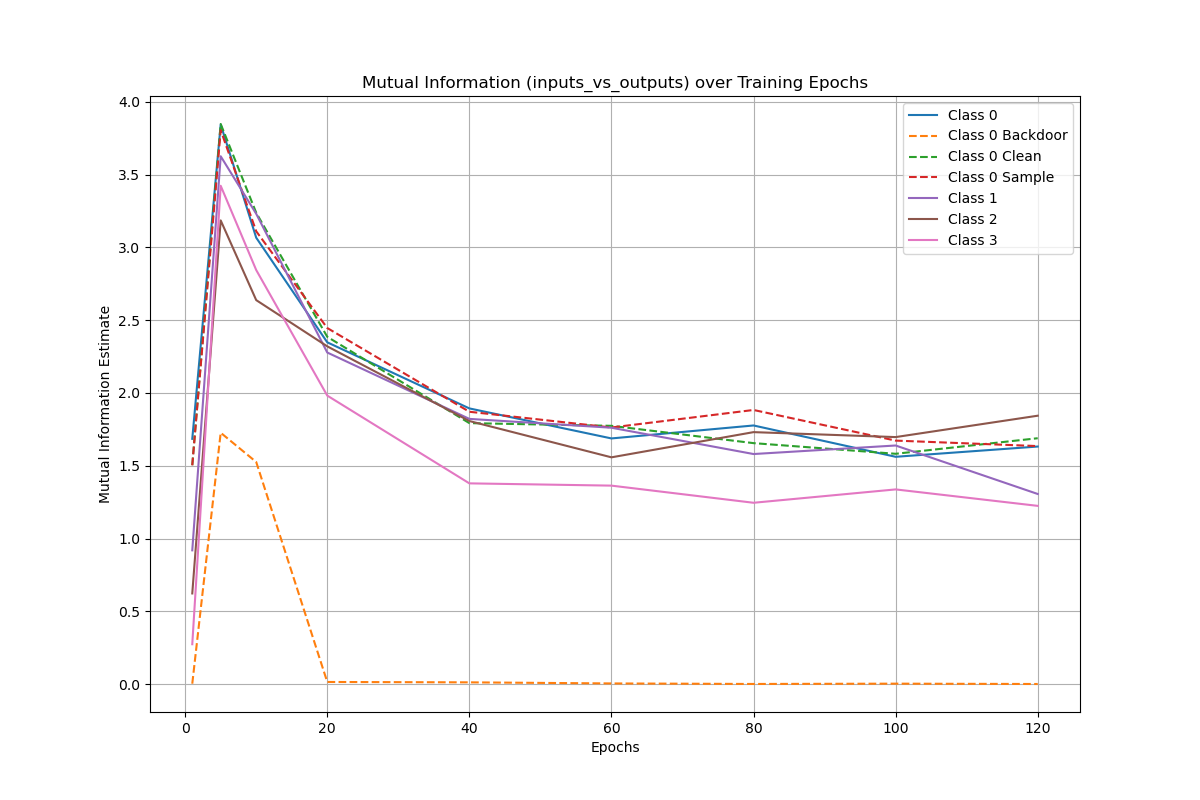 Mutual Information (inputs_vs_outputs) over Training Epochs
Mutual Information Estimate
4.0
3.5
3.0
2.5
2.0
1.5
1.0
0.5
0.0
Class 0
Class 0 Backdoor
Class 0 Clean
Class 0 Sample
Class 1
Class 2
Class 3
0 20 40 60 80 100 120
Epochs